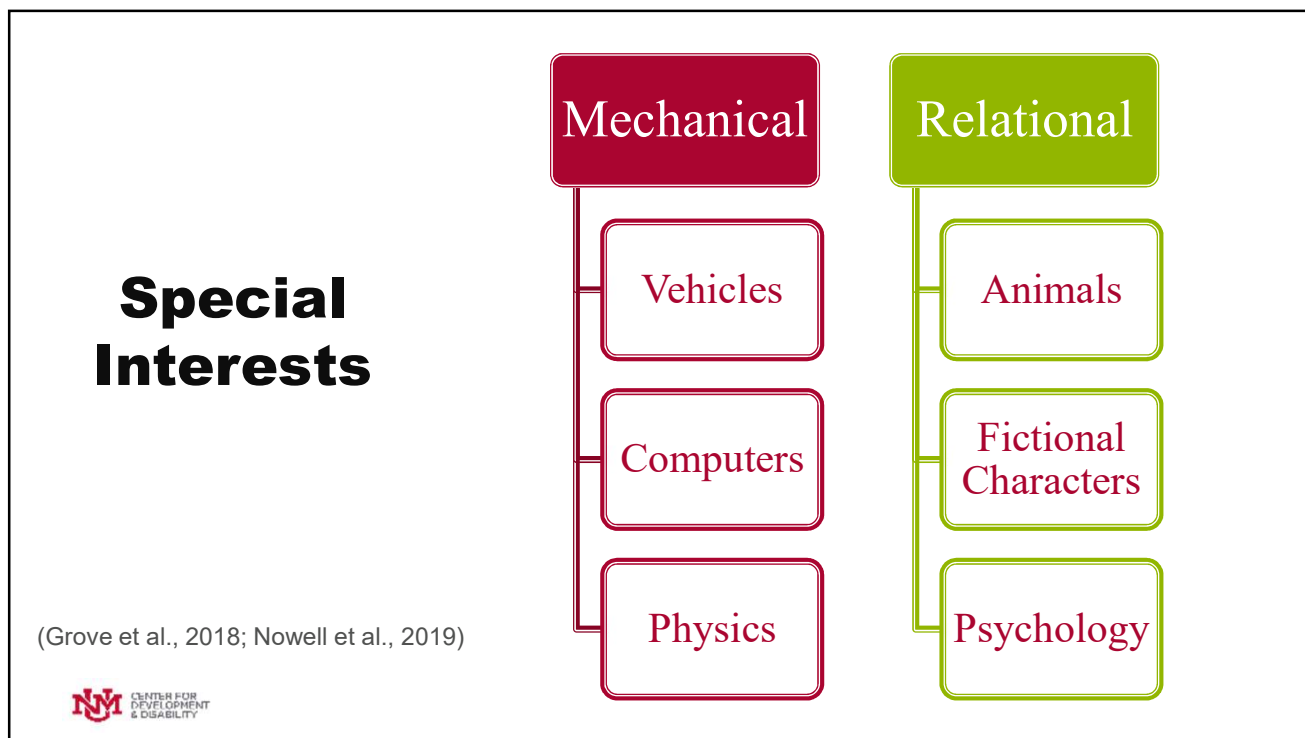 Special
Interests
(Grove et al., 2018; Nowell et al., 2019)
NM
CENTER FOR
DEVELOPMENT
& DISABILITY
Mechanical
Vehicles
Computers
Physics
Relational
Animals
Fictional
Characters
Psychology